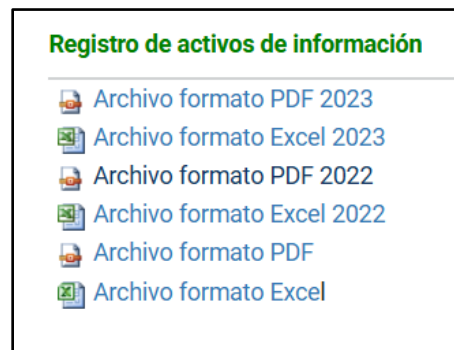 Registro de activos de información
Archivo formato PDF 2023
Archivo formato Excel 2023
Archivo formato PDF 2022
Archivo formato Excel 2022
Archivo formato PDF
Archivo formato Excel